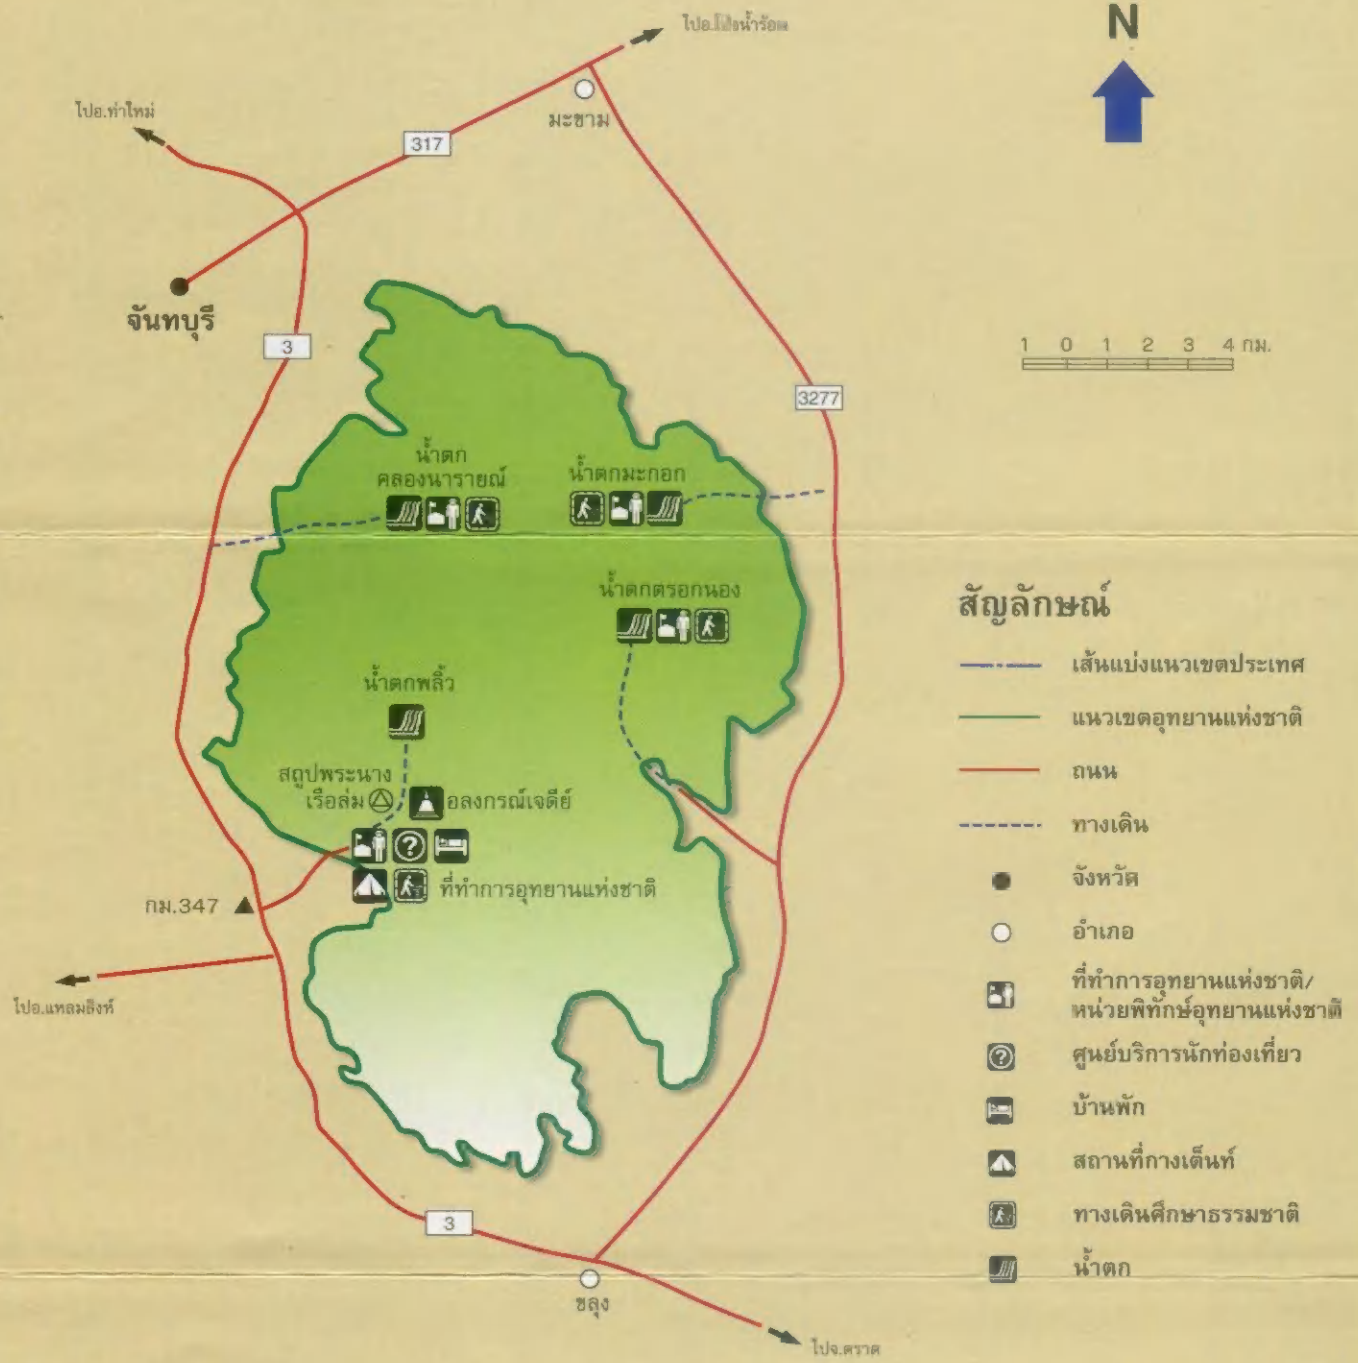 N
ไปอ.โป่งน้ำร้อน
ไปอ.ท่าใหม่
มะขาม
317
จันทบุรี
3
1 0 1 2 3 4 กม.
3277
น้ำตก
คลองนารายณ์
น้ำตกมะกอก
น้ำตกตรอกนอง
น้ำตกพลิ้ว
สถูปพระนาง
เรือล่ม
อลงกรณ์เจดีย์
?
ที่ทำการอุทยานแห่งชาติ
กม.347
ไปอ.แหลมสิงห์
3
ขลุง
ไปจ.ตราด
สัญลักษณ์
เส้นแบ่งแนวเขตประเทศ
แนวเขตอุทยานแห่งชาติ
ถนน
ทางเดิน
จังหวัด
อำเภอ
ที่ทำการอุทยานแห่งชาติ/
หน่วยพิทักษ์อุทยานแห่งชาติ
?
ศูนย์บริการนักท่องเที่ยว
บ้านพัก
สถานที่กางเต็นท์
ทางเดินศึกษาธรรมชาติ
น้ำตก